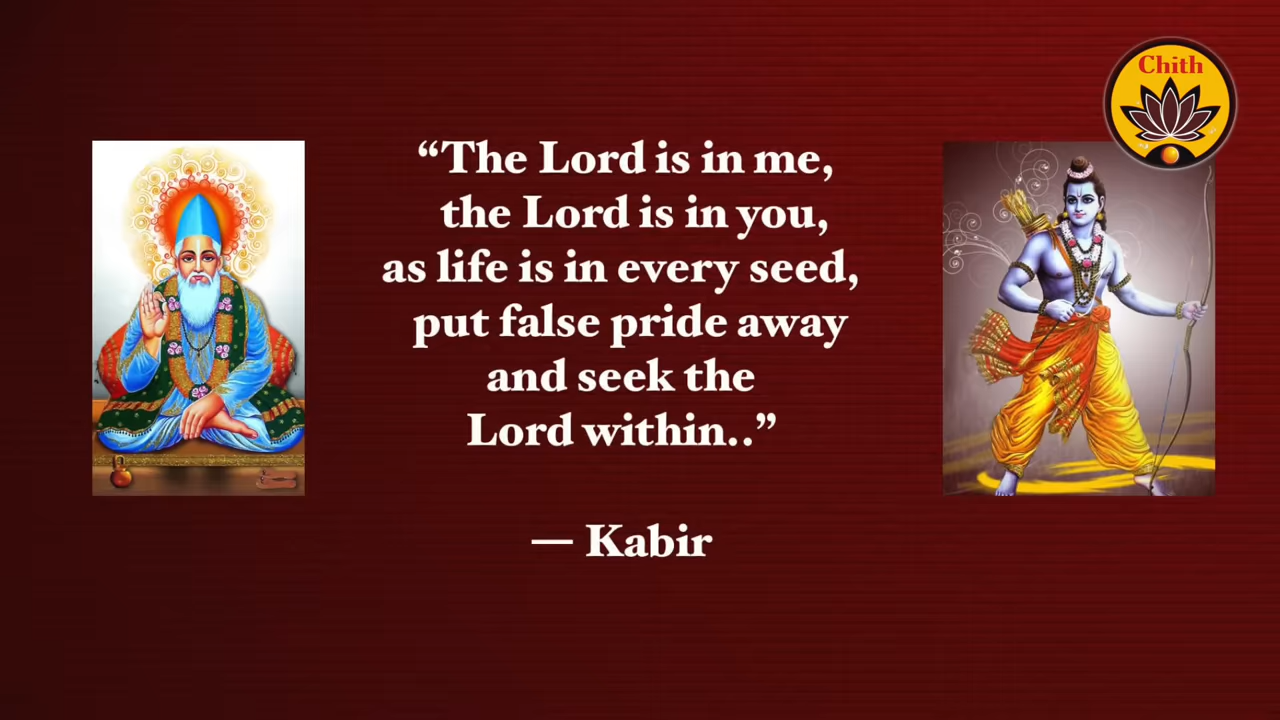 Chith
“The Lord is in me,
the Lord is in you,
as life is in every seed,
put false pride away
and seek the
Lord within..”
— Kabir